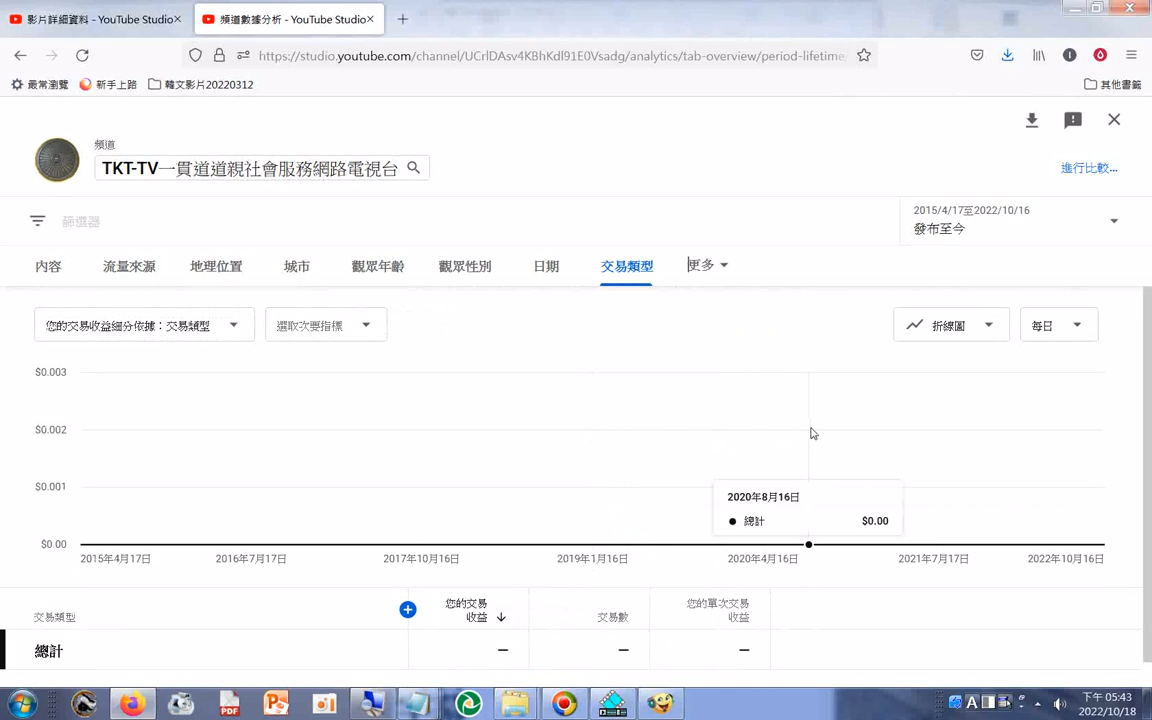 影片詳細資料 - YouTube Studio ×
頻道數據分析 - YouTube Studio ×
https://studio.youtube.com/channel/UCrlDAsv4KBhKdl91E0Vsadg/analytics/tab-overview/period-lifetime/
最常瀏覽 新手上路 韓文影片20220312 其他書籤
頻道
TKT-TV一貫道道親社會服務網路電視台
進行比較...
篩選器
2015/4/17至2022/10/16
發布至今
內容 流量來源 地理位置 城市 觀眾年齡 觀眾性別 日期 交易類型 更多
您的交易收益細分依據：交易類型 選取次要指標 折線圖 每日
$0.003
$0.002
$0.001
$0.00
2020年8月16日
總計 $0.00
2015年4月17日 2016年7月17日 2017年10月16日 2019年1月16日 2020年4月16日 2021年7月17日 2022年10月16日
交易類型 您的交易收益 交易數 您的單次交易收益
總計 — — —
下午 05:43
2022/10/18